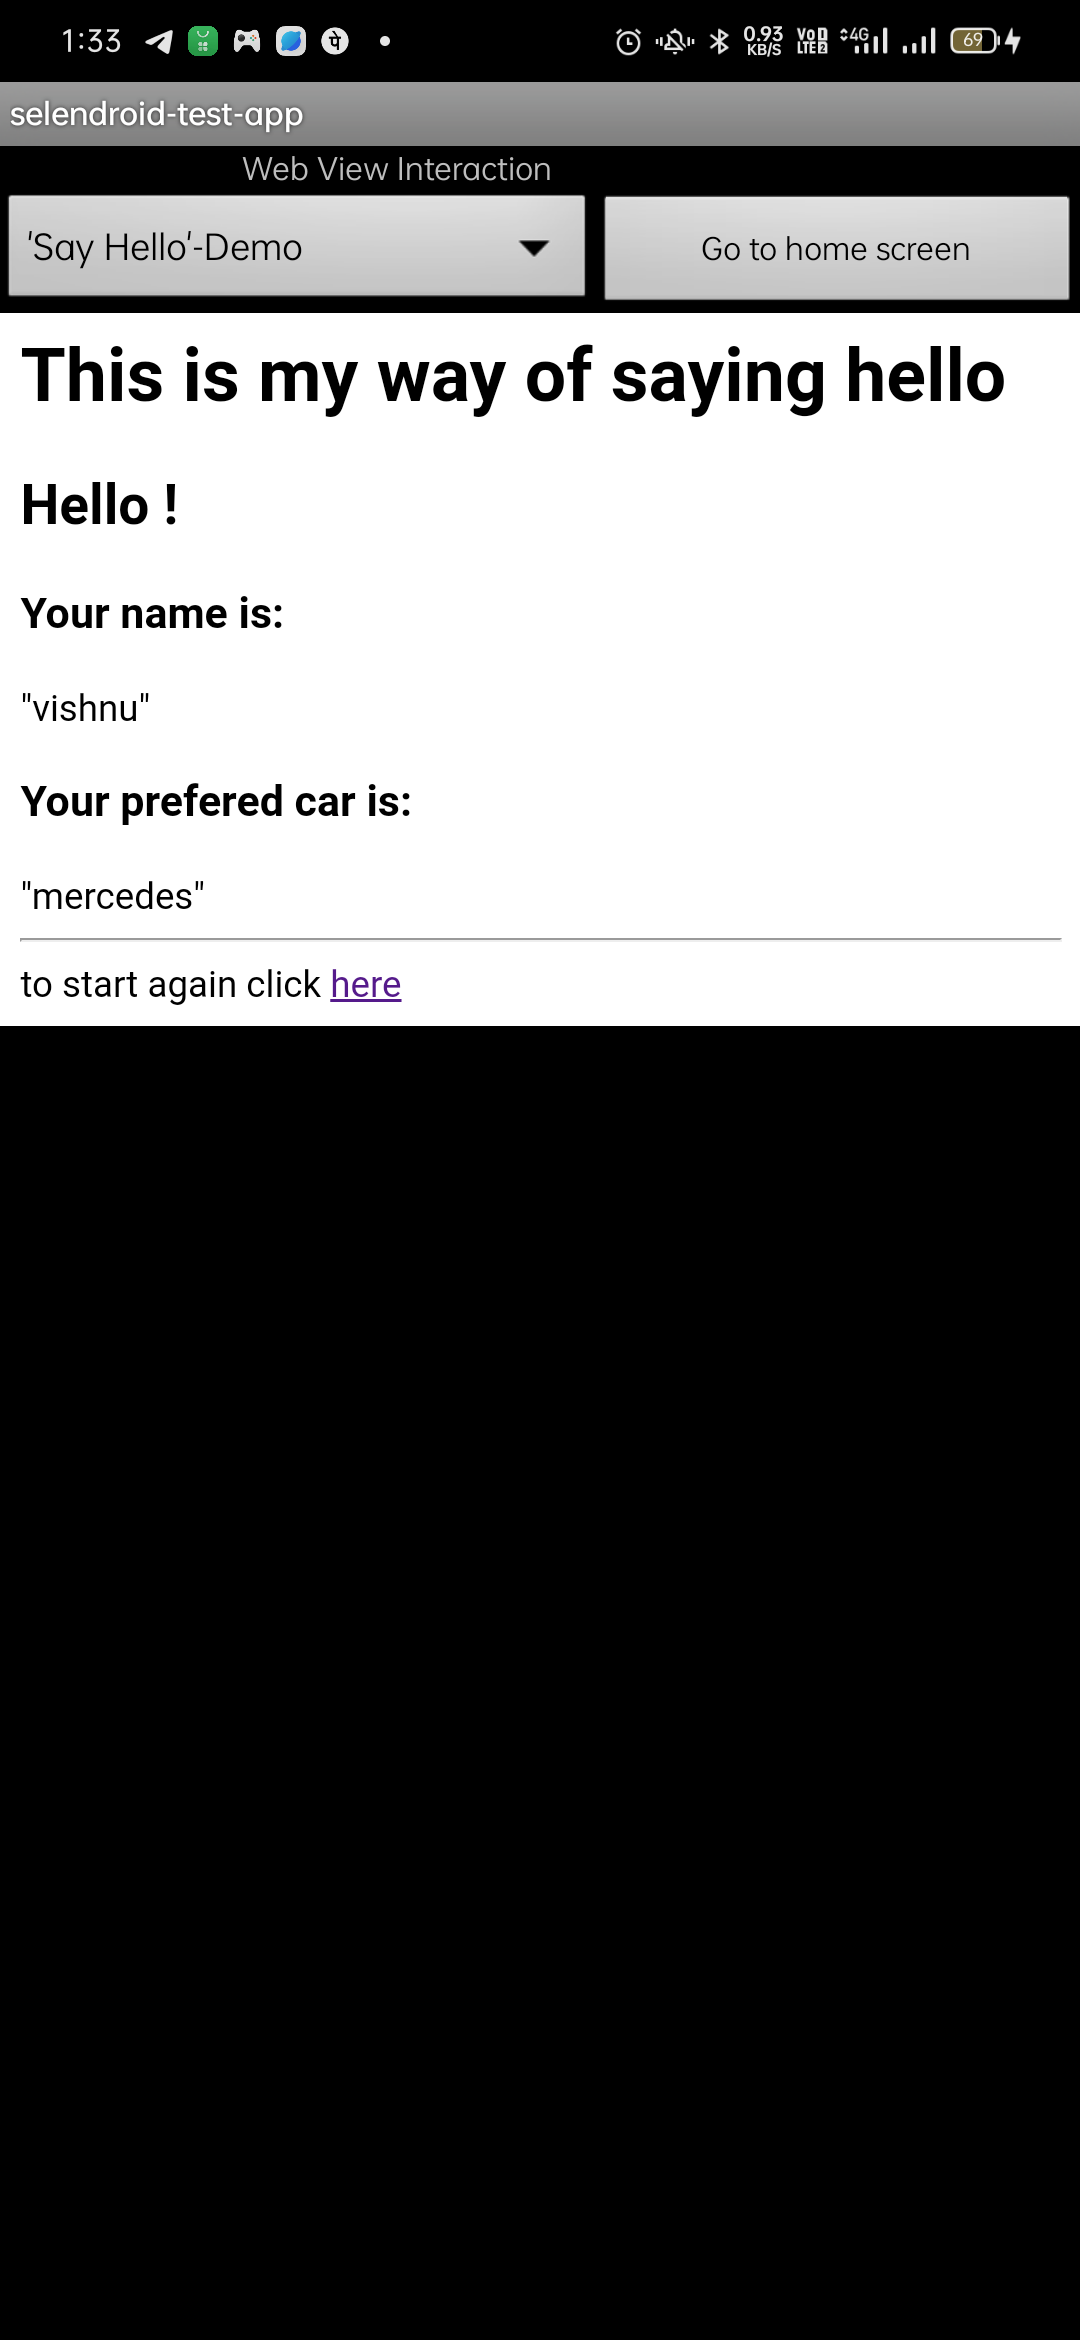 1:33
पे
0.93 KB/S
VoD LTE2
4G
69
selendroid-test-app
Web View Interaction
'Say Hello'-Demo
Go to home screen
This is my way of saying hello
Hello !
Your name is:
"vishnu"
Your prefered car is:
"mercedes"
to start again click here